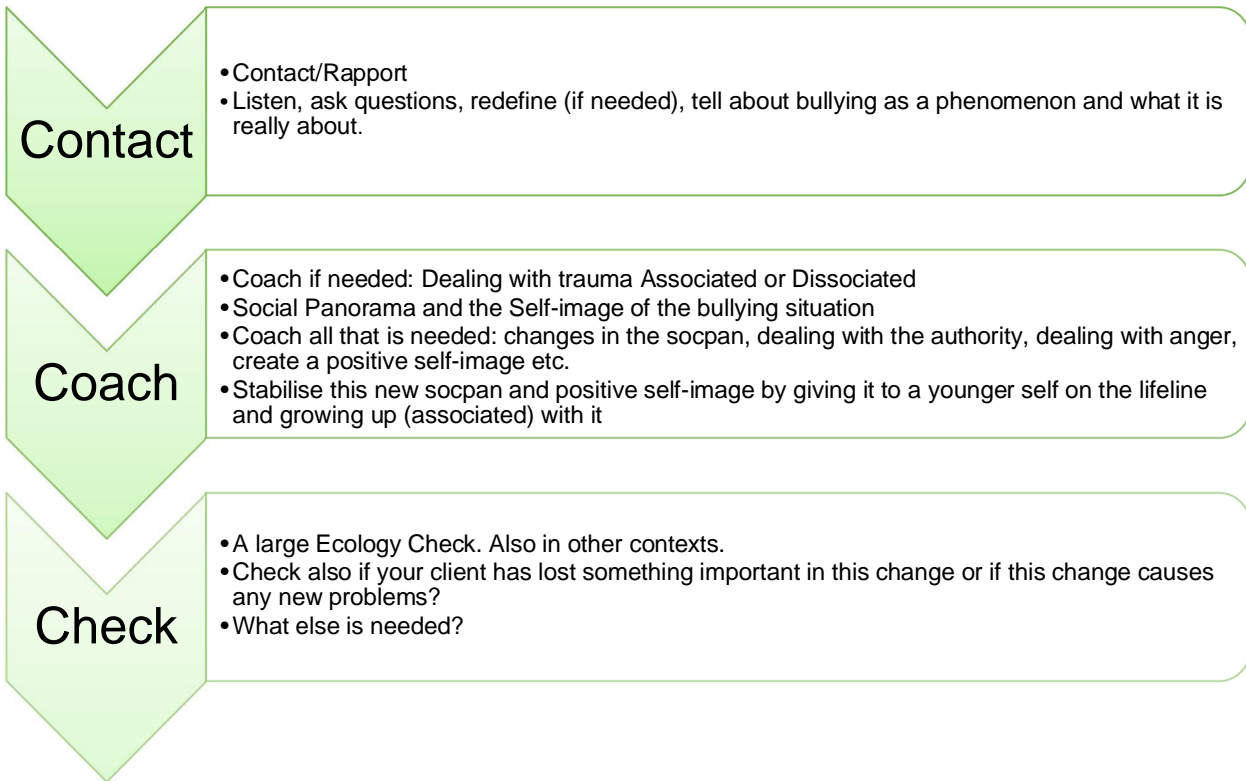 Contact
•Contact/Rapport
•Listen, ask questions, redefine (if needed), tell about bullying as a phenomenon and what it is
really about.
Coach
•Coach if needed: Dealing with trauma Associated or Dissociated
•Social Panorama and the Self-image of the bullying situation
•Coach all that is needed: changes in the socpan, dealing with the authority, dealing with anger,
create a positive self-image etc.
•Stabilise this new socpan and positive self-image by giving it to a younger self on the lifeline
and growing up (associated) with it
Check
•A large Ecology Check. Also in other contexts.
•Check also if your client has lost something important in this change or if this change causes
any new problems?
•What else is needed?